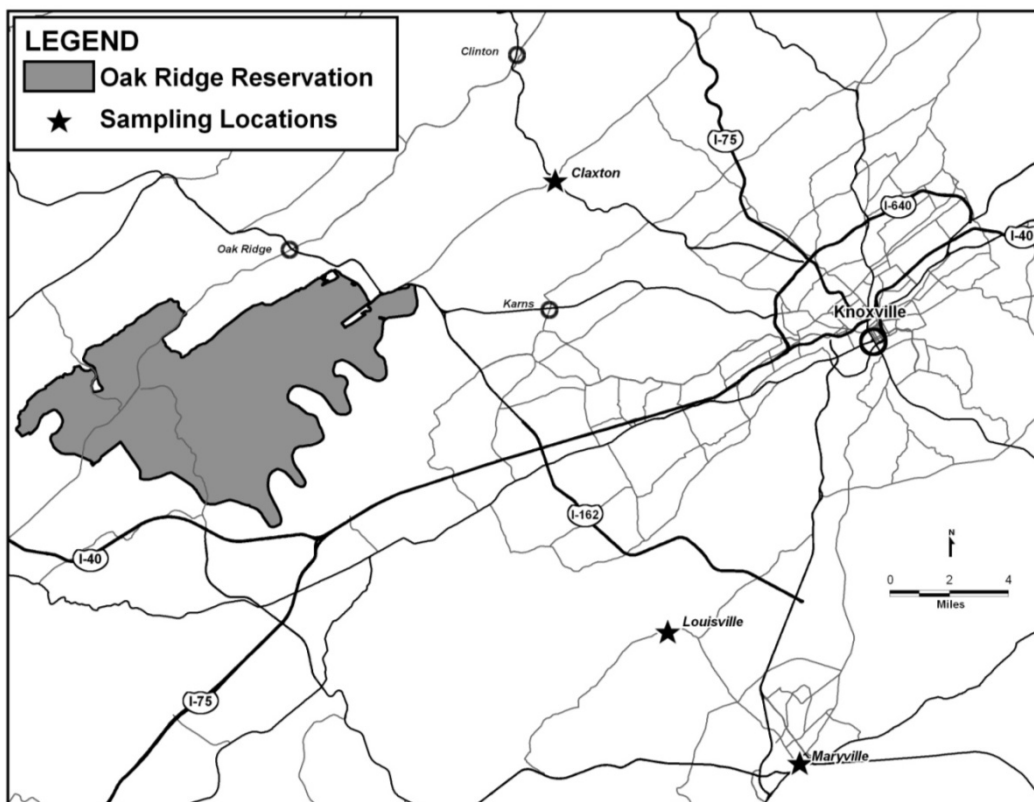 LEGEND
Oak Ridge Reservation
Sampling Locations
Clinton
I-75
Claxton
I-640
I-40
Oak Ridge
Karns
Knoxville
I-162
I-40
N
0 2 4
Miles
Louisville
I-75
Maryville